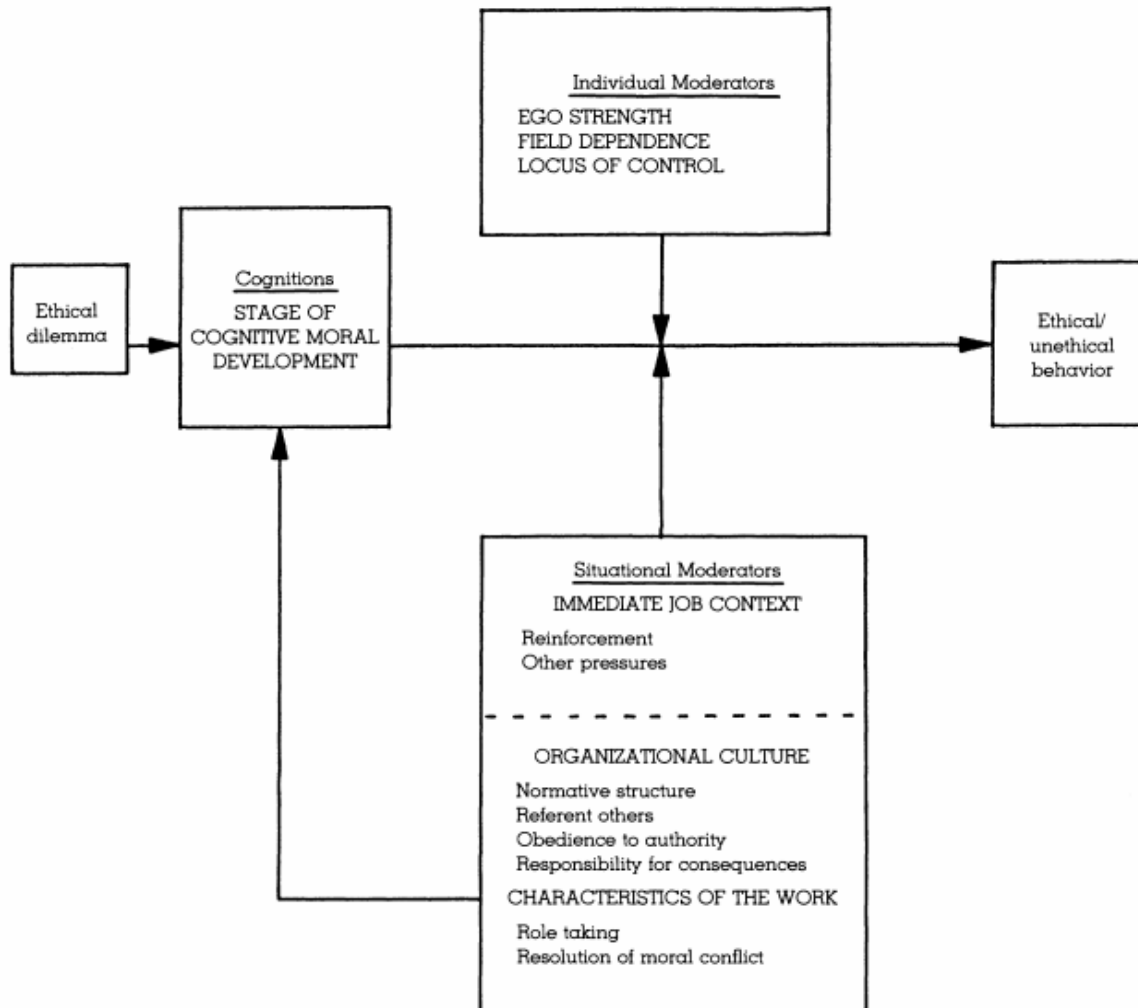 Individual Moderators
EGO STRENGTH
FIELD DEPENDENCE
LOCUS OF CONTROL
Ethical
dilemma
Cognitions
STAGE OF
COGNITIVE MORAL
DEVELOPMENT
Ethical/
unethical
behavior
Situational Moderators
IMMEDIATE JOB CONTEXT
Reinforcement
Other pressures
ORGANIZATIONAL CULTURE
Normative structure
Referent others
Obedience to authority
Responsibility for consequences
CHARACTERISTICS OF THE WORK
Role taking
Resolution of moral conflict